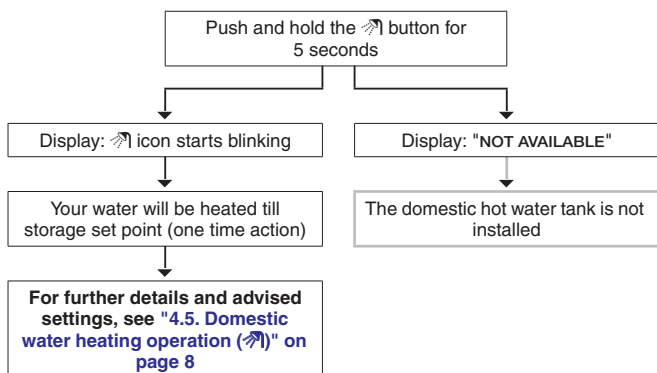 Push and hold the button for
5 seconds
Display: icon starts blinking
Display: "NOT AVAILABLE"
Your water will be heated till
storage set point (one time action)
The domestic hot water tank is not
installed
For further details and advised
settings, see "4.5. Domestic
water heating operation ()" on
page 8